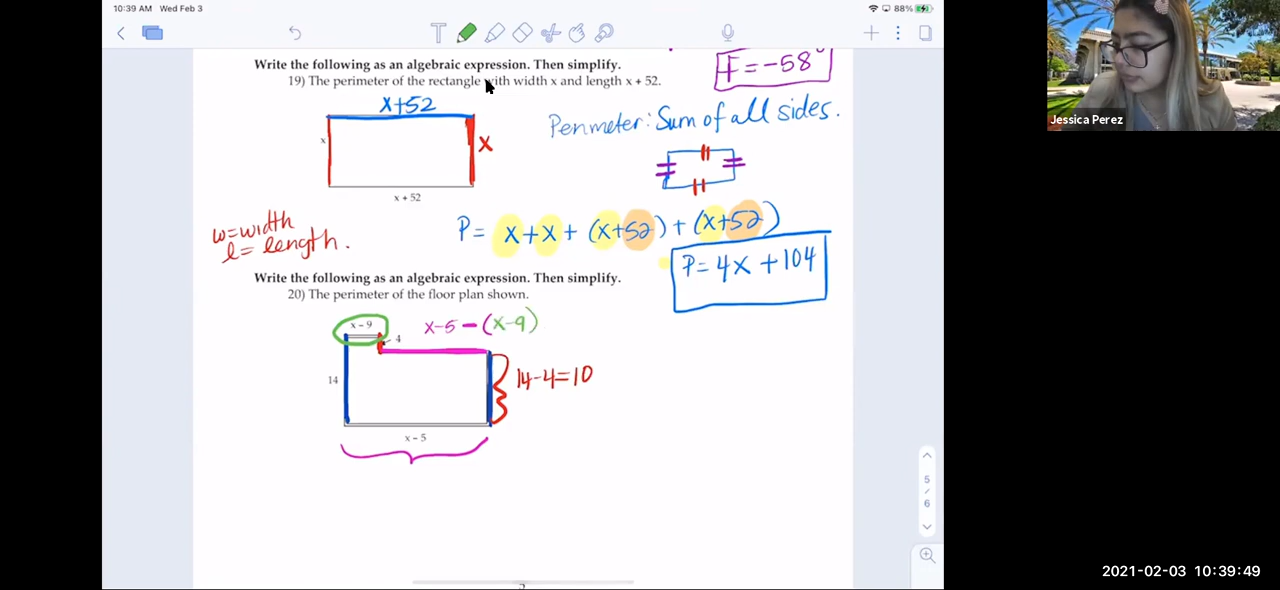 10:39 AM Wed Feb 3
88%
F = -58°
Write the following as an algebraic expression. Then simplify.
19) The perimeter of the rectangle with width x and length x + 52.
x+52
Perimeter: Sum of all sides.
x
x
x + 52
w=width
l= length.
P= x+x + (x+52) + (x+52)
P= 4x +104
Write the following as an algebraic expression. Then simplify.
20) The perimeter of the floor plan shown.
x - 9
x-5-(x-9)
4
14
14-4=10
x - 5
5
/
6
Jessica Perez
2021-02-03 10:39:49